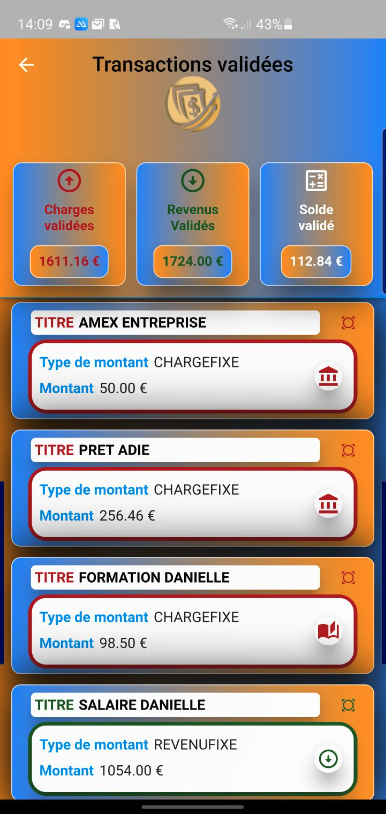 14:09
43%
Transactions validées
Charges
validées
1611.16 €
Revenus
Validés
1724.00 €
Solde
validé
112.84 €
TITRE AMEX ENTREPRISE
Type de montant CHARGEFIXE
Montant 50.00 €
TITRE PRET ADIE
Type de montant CHARGEFIXE
Montant 256.46 €
TITRE FORMATION DANIELLE
Type de montant CHARGEFIXE
Montant 98.50 €
TITRE SALAIRE DANIELLE
Type de montant REVENUFIXE
Montant 1054.00 €